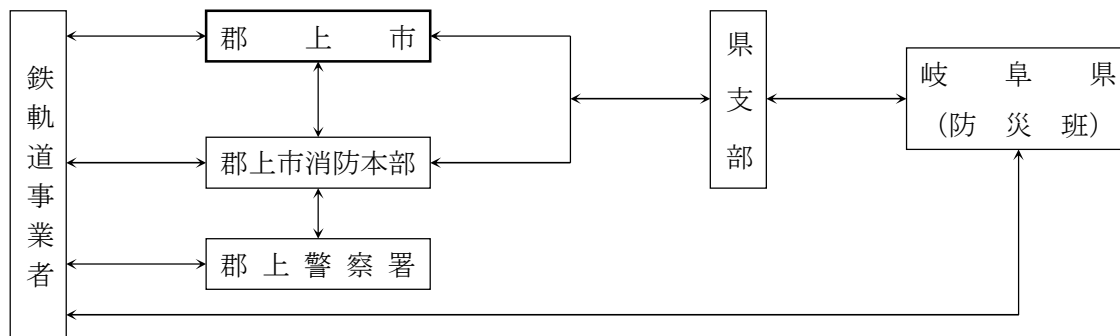 鉄軌道事業者
郡上市
郡上市消防本部
郡上警察署
県支部
岐阜県
（防災班）